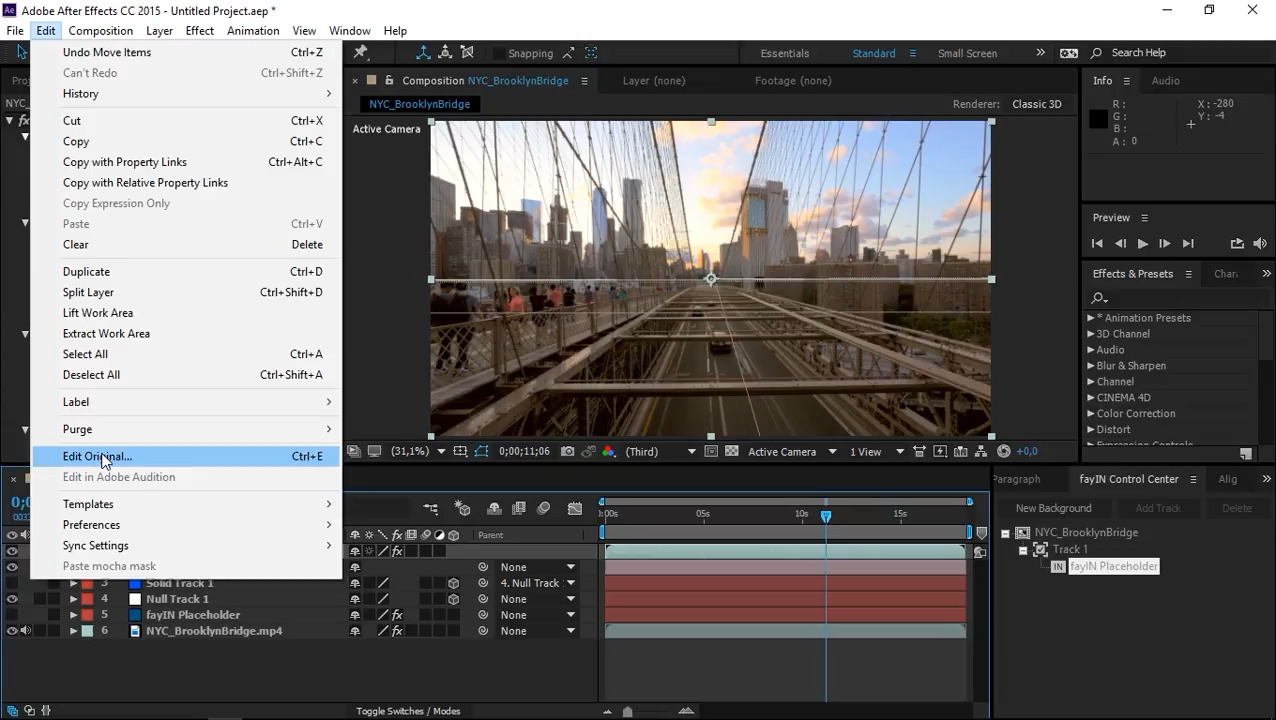 Adobe After Effects CC 2015 - Untitled Project.aep *
File Edit Composition Layer Effect Animation View Window Help
Snapping Essentials Standard Small Screen Search Help
Undo Move Items Ctrl+Z
Can't Redo Ctrl+Shift+Z
History
Cut Ctrl+X
Copy Ctrl+C
Copy with Property Links Ctrl+Alt+C
Copy with Relative Property Links
Copy Expression Only
Paste Ctrl+V
Clear Delete
Duplicate Ctrl+D
Split Layer Ctrl+Shift+D
Lift Work Area
Extract Work Area
Select All Ctrl+A
Deselect All Ctrl+Shift+A
Label
Purge
Edit Original... Ctrl+E
Edit in Adobe Audition
Templates
Preferences
Sync Settings
Paste mocha mask
Composition NYC_BrooklynBridge Layer (none) Footage (none)
NYC_BrooklynBridge Renderer: Classic 3D
Active Camera
(31,1%) 0;00;11;06 (Third) Active Camera 1 View +0,0
Info Audio
R: X: -280
G: Y: -4
B:
A: 0
Preview
Effects & Presets
* Animation Presets
3D Channel
Audio
Blur & Sharpen
Channel
CINEMA 4D
Color Correction
Distort
Expression Controls
Paragraph fayIN Control Center Alig
New Background Add Track Delete
NYC_BrooklynBridge
Track 1
fayIN Placeholder
0:00s 05s 10s 15s
Parent
None
3 Solid Track 1 4. Null Track
4 Null Track 1 None
5 fayIN Placeholder None
6 NYC_BrooklynBridge.mp4 None
Toggle Switches / Modes